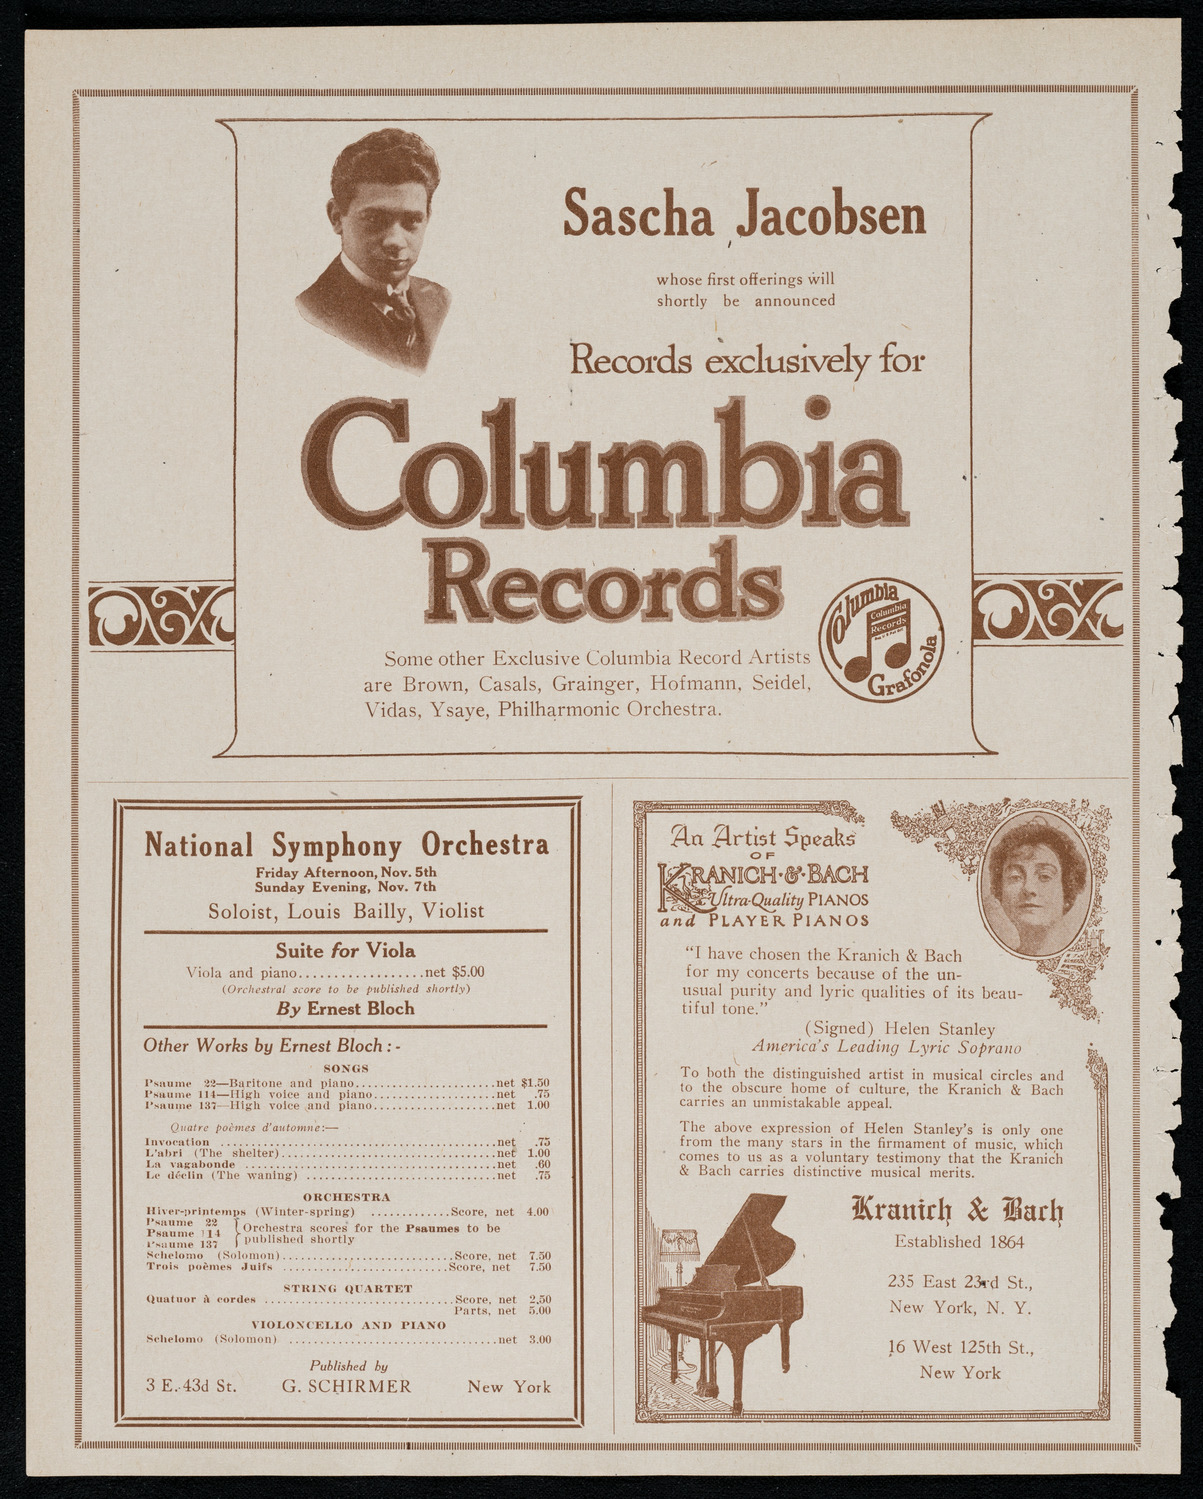 Sascha Jacobsen
whose first offerings will
shortly be announced
Records exclusively for
Columbia
Records
Columbia
Columbia
Records
Grafonola
Some other Exclusive Columbia Record Artists
are Brown, Casals, Grainger, Hofmann, Seidel,
Vidas, Ysaye, Philharmonic Orchestra.
National Symphony Orchestra
Friday Afternoon, Nov. 5th
Sunday Evening, Nov. 7th
Soloist, Louis Bailly, Violist
Suite for Viola
Viola and piano..................net $5.00
(Orchestral score to be published shortly)
By Ernest Bloch
Other Works by Ernest Bloch:-
SONGS
Psaume 22—Baritone and piano.......................net $1.50
Psaume 114—High voice and piano....................net .75
Psaume 137—High voice and piano....................net 1.00
Quatre poèmes d'automne:—
Invocation ........................................net .75
L'abri (The shelter)...............................net 1.00
La vagabonde ......................................net .60
Le déclin (The waning) ............................net .75
ORCHESTRA
Hiver-printemps (Winter-spring) ............Score, net 4.00
Psaume 22
Psaume 114 {Orchestra scores for the Psaumes to be
Psaume 137 published shortly
Schelomo (Solomon).........................Score, net 7.50
Trois poèmes Juifs ........................Score, net 7.50
STRING QUARTET
Quatuor à cordes ...........................Score, net 2.50
Parts, net 5.00
VIOLONCELLO AND PIANO
Schelomo (Solomon) ..............................net 3.00
Published by
3 E. 43d St. G. SCHIRMER New York
An Artist Speaks
OF
KRANICH·&·BACH
Ultra-Quality PIANOS
and PLAYER PIANOS
"I have chosen the Kranich & Bach
for my concerts because of the un-
usual purity and lyric qualities of its beau-
tiful tone."
(Signed) Helen Stanley
America's Leading Lyric Soprano
To both the distinguished artist in musical circles and
to the obscure home of culture, the Kranich & Bach
carries an unmistakable appeal.
The above expression of Helen Stanley's is only one
from the many stars in the firmament of music, which
comes to us as a voluntary testimony that the Kranich
& Bach carries distinctive musical merits.
Kranich & Bach
Established 1864
235 East 23rd St.,
New York, N. Y.
16 West 125th St.,
New York